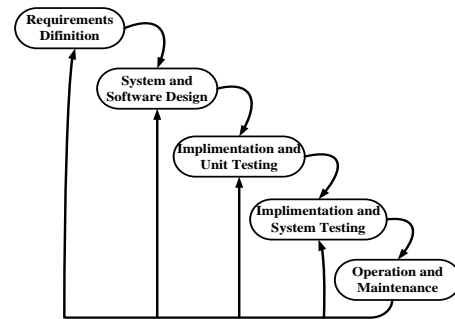 Requirements
Difinition
System and
Software Design
Implimentation and
Unit Testing
Implimentation and
System Testing
Operation and
Maintenance